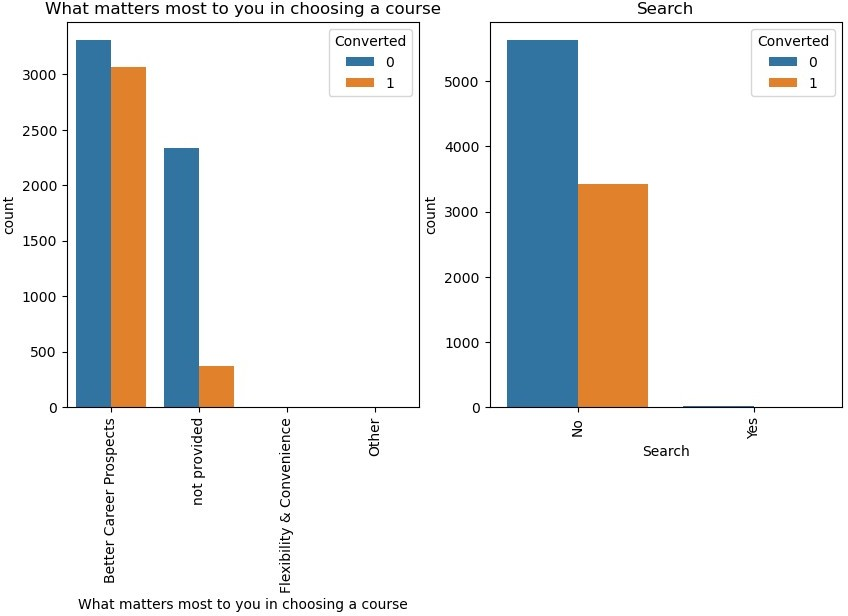 What matters most to you in choosing a course
Converted
0
1
3000
2500
2000
1500
1000
500
0
count
Better Career Prospects
not provided
Flexibility & Convenience
Other
What matters most to you in choosing a course
Search
Converted
0
1
5000
4000
3000
2000
1000
0
count
No
Yes
Search